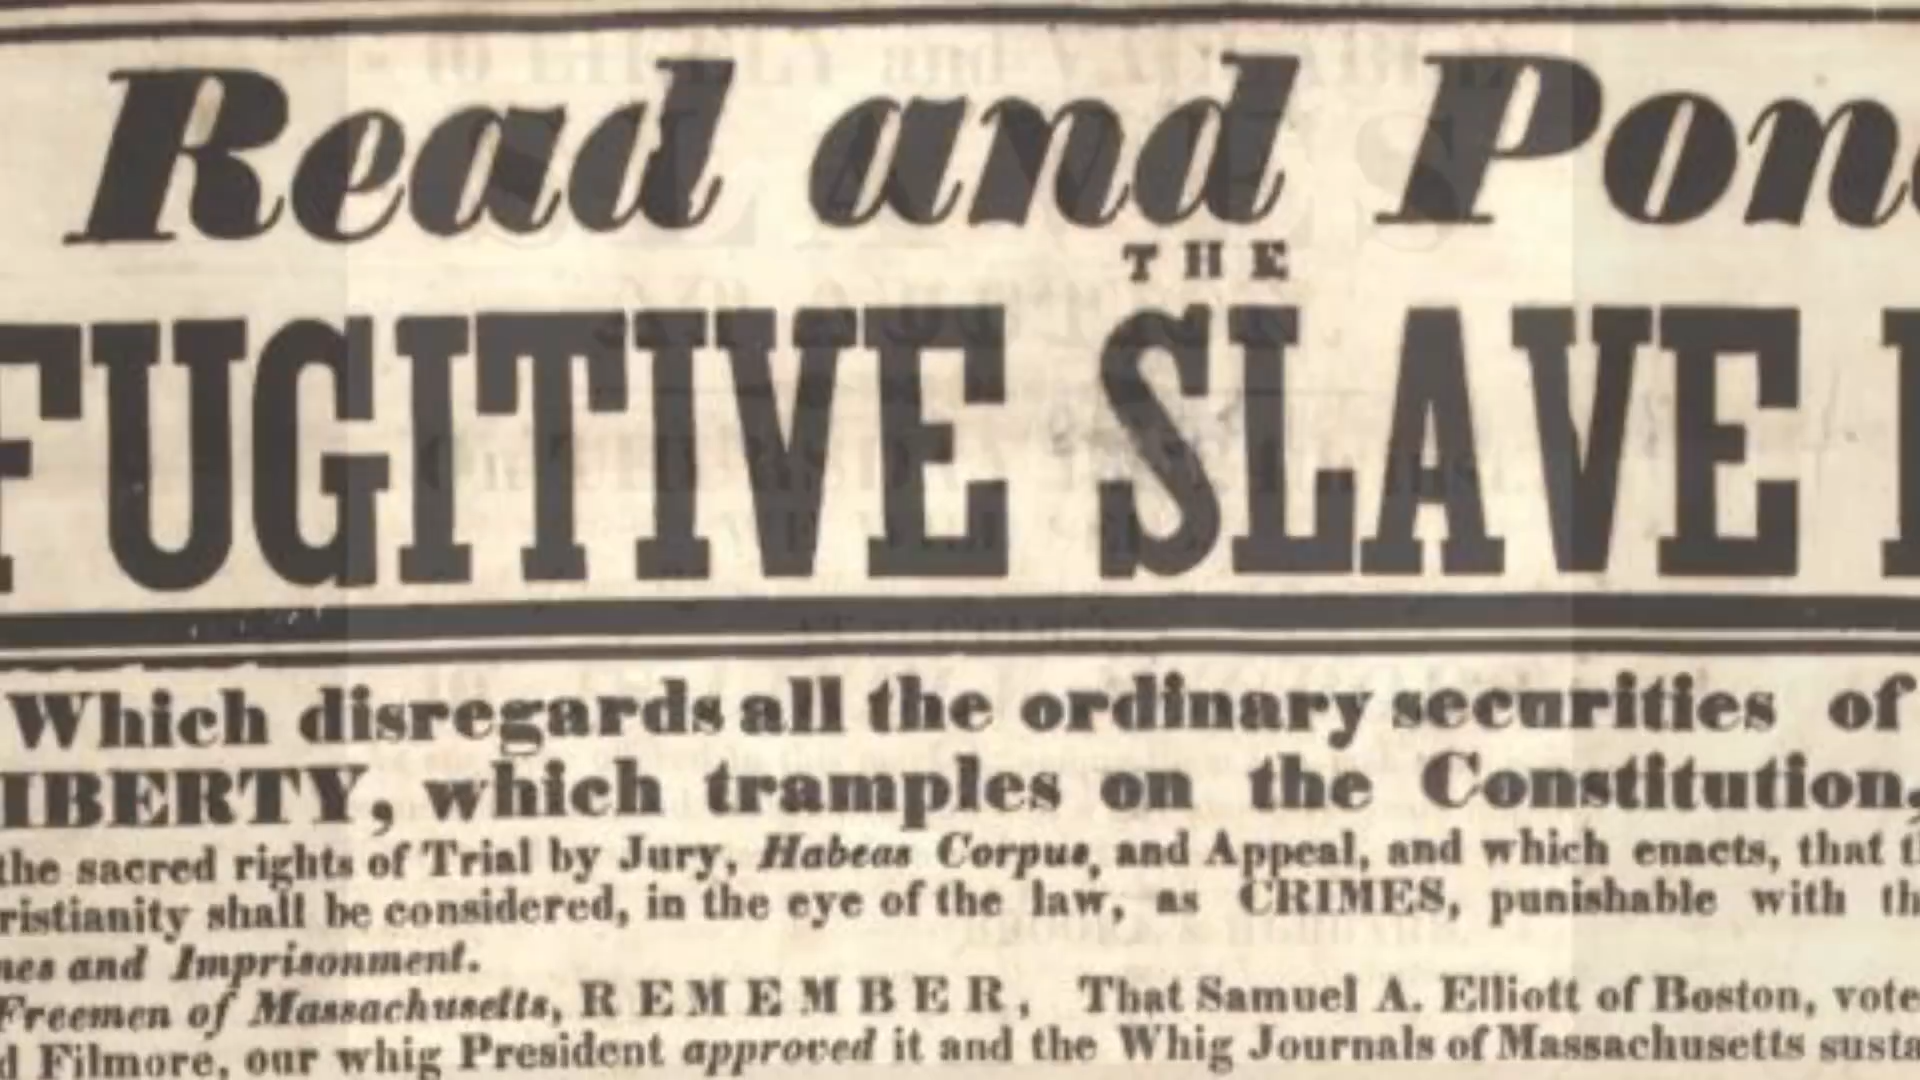 Read and Pon
THE
FUGITIVE SLAVE
Which disregards all the ordinary securities of
IBERTY, which tramples on the Constitution,
the sacred rights of Trial by Jury, Habeas Corpus, and Appeal, and which enacts, that
ristianity shall be considered, in the eye of the law, as CRIMES, punishable with th
nes and Imprisonment.
Freemen of Massachusetts, REMEMBER, That Samuel A. Elliott of Boston, vote
d Filmore, our whig President approved it and the Whig Journals of Massachusetts susta